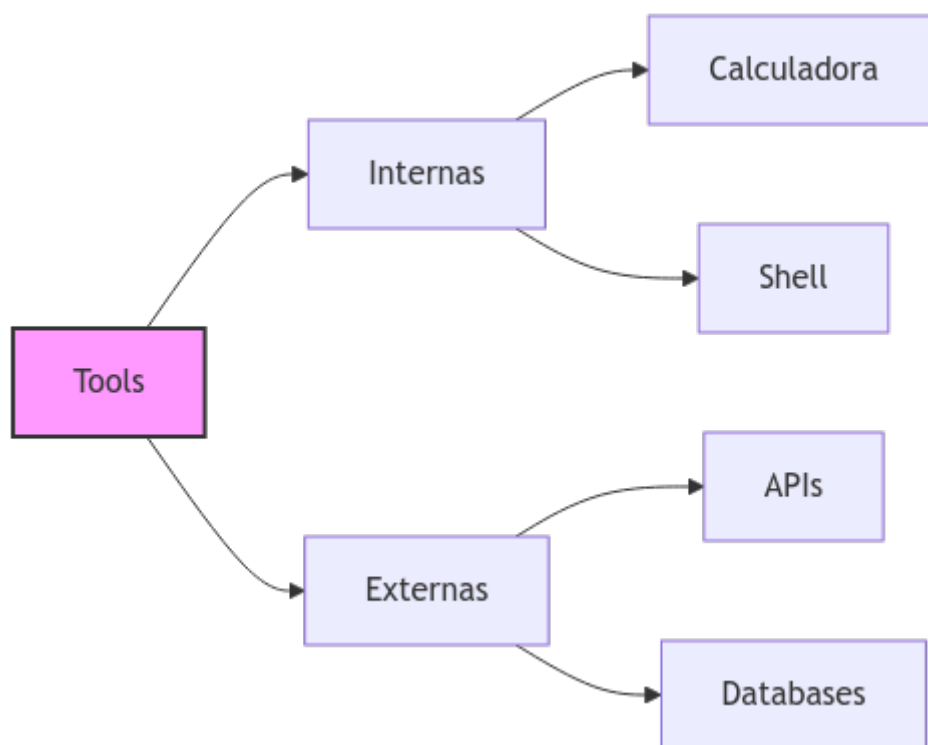 Calculadora
Internas
Shell
Tools
APIs
Externas
Databases